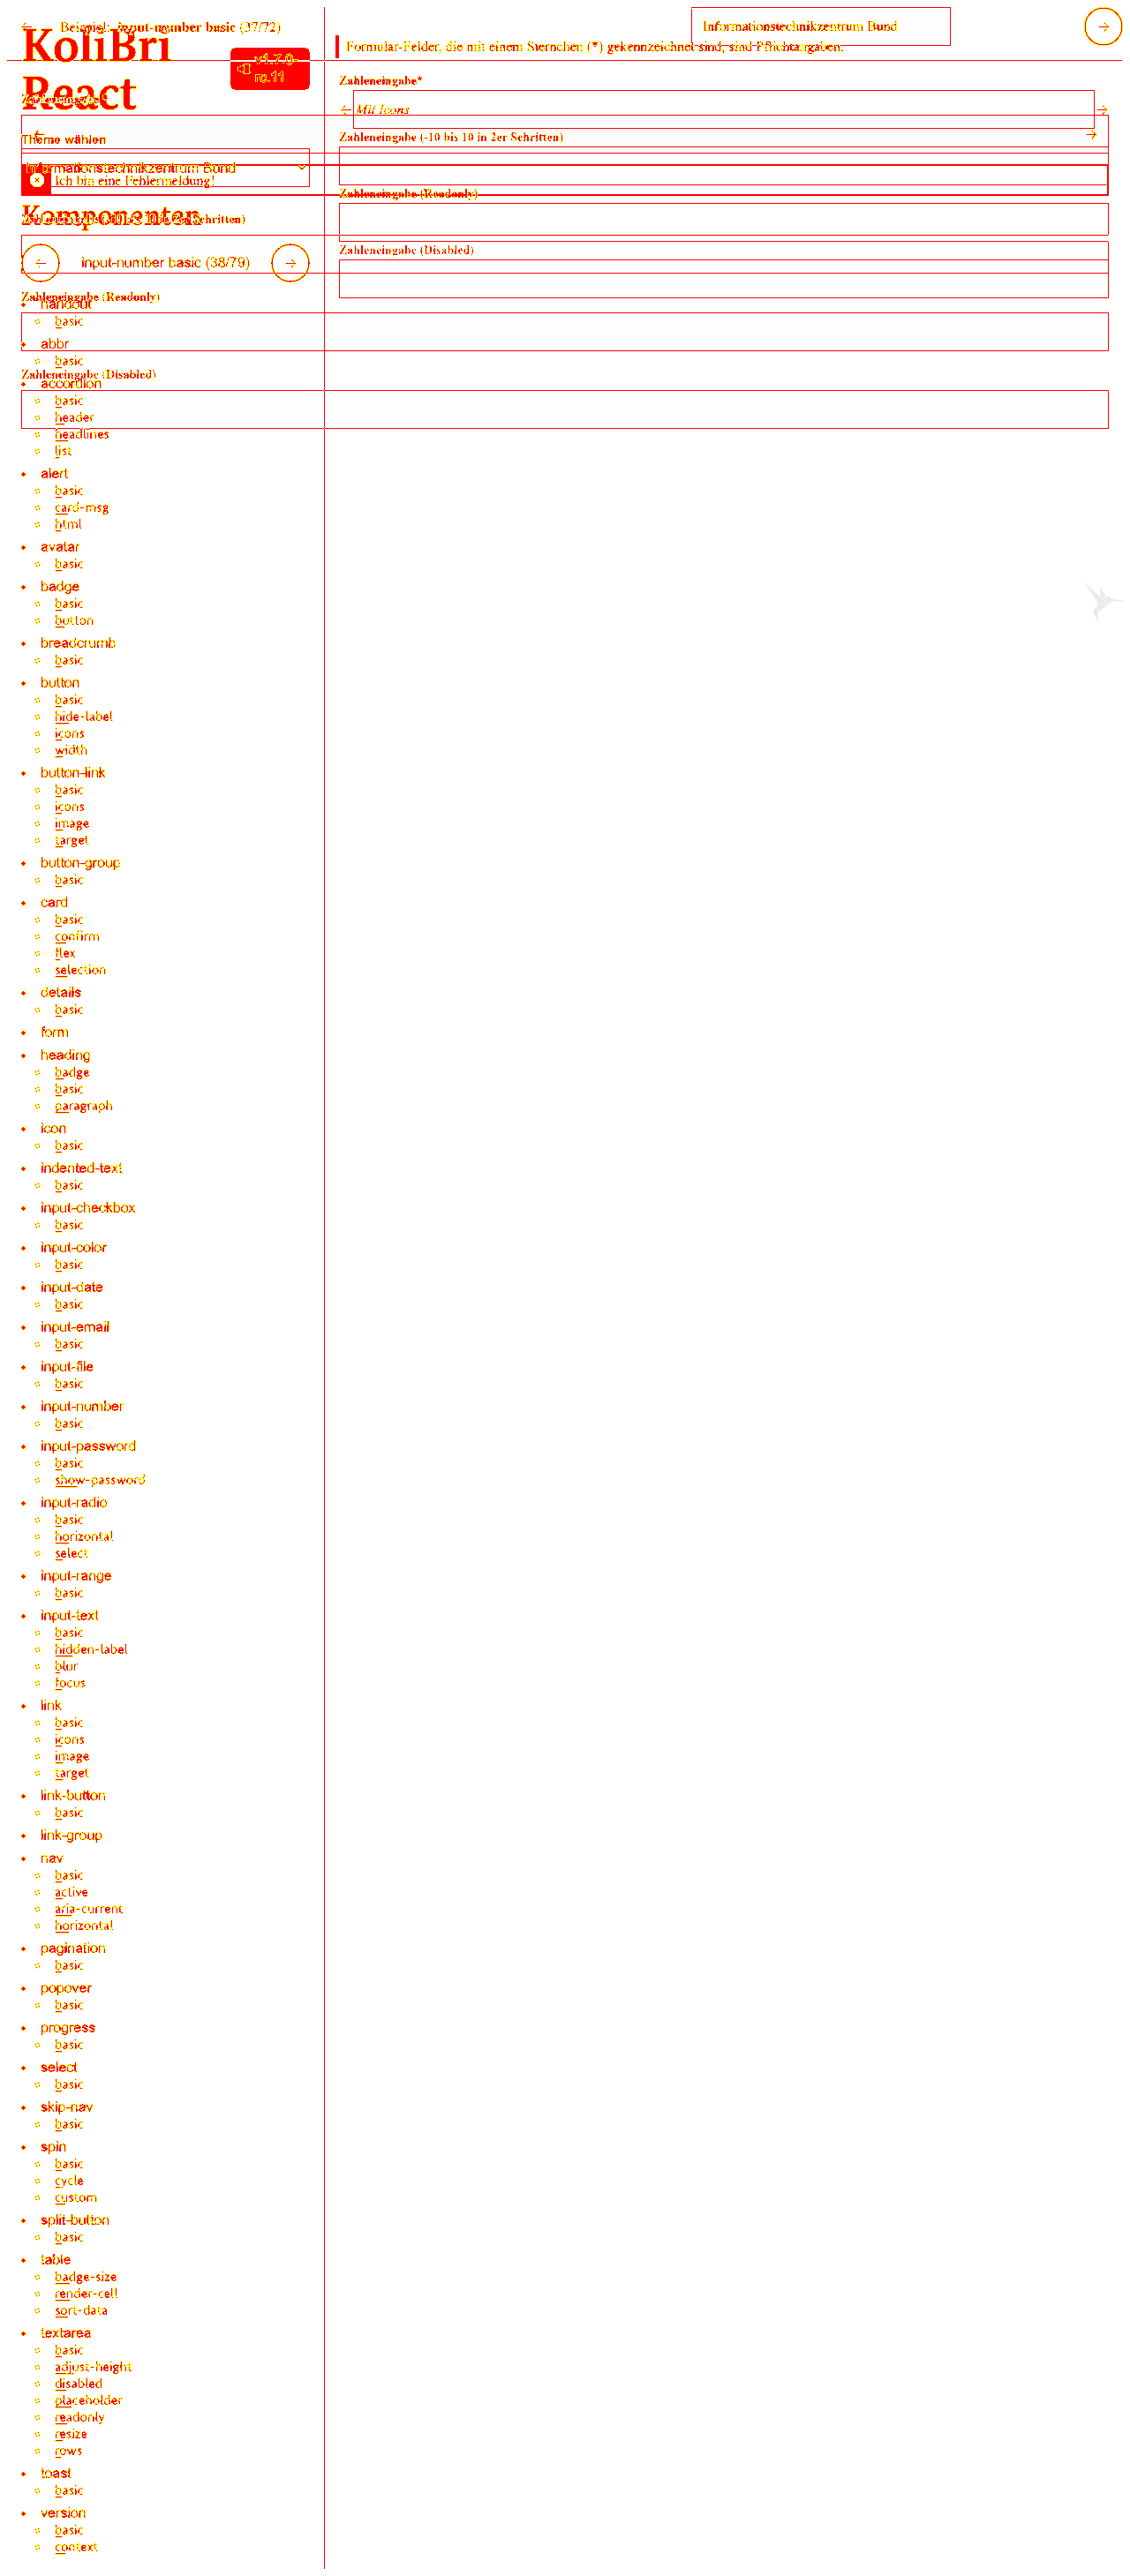 Beispiel: input-number basic (37/72)
Informationstechnikzentrum Bund
KoliBri
React
v1.7.0-
rc.11
Formular-Felder, die mit einem Sternchen (*) gekennzeichnet sind, sind Pflichtangaben.
Zahleneingabe*
Mit Icons
Theme wählen
Zahleneingabe (-10 bis 10 in 2er Schritten)
Informationstechnikzentrum Bund
Ich bin eine Fehlermeldung!
Zahleneingabe (Readonly)
Komponenten
Zahleneingabe (Disabled)
input-number basic (38/79)
Zahleneingabe (Readonly)
handout
basic
abbr
basic
Zahleneingabe (Disabled)
accordion
basic
header
headlines
list
alert
basic
card-msg
html
avatar
basic
badge
basic
button
breadcrumb
basic
button
basic
hide-label
icons
width
button-link
basic
icons
image
target
button-group
basic
card
basic
confirm
flex
selection
details
basic
form
heading
badge
basic
paragraph
icon
basic
indented-text
basic
input-checkbox
basic
input-color
basic
input-date
basic
input-email
basic
input-file
basic
input-number
basic
input-password
basic
show-password
input-radio
basic
horizontal
select
input-range
basic
input-text
basic
hidden-label
blur
focus
link
basic
icons
image
target
link-button
basic
link-group
nav
basic
active
aria-current
horizontal
pagination
basic
popover
basic
progress
basic
select
basic
skip-nav
basic
spin
basic
cycle
custom
split-button
basic
table
badge-size
render-cell
sort-data
textarea
basic
adjust-height
disabled
placeholder
readonly
resize
rows
toast
basic
version
basic
context